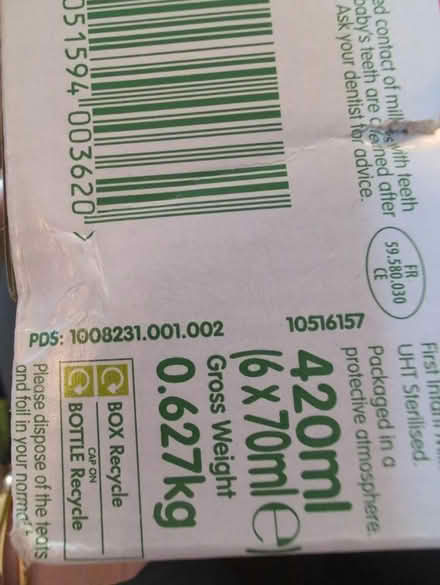 ed contact of milk with teeth
baby's teeth are cleaned after
Ask your dentist for advice.
FR
59.580.030
CE
051594 003620 >
PDS: 1008231.001.002
10516157
First
UHT Sterilised.
Packaged in a
protective atmosphere.
420ml
(6 x 70ml e)
Gross Weight
0.627kg
BOX Recycle
CAP ON
BOTTLE Recycle
Please dispose of the teats
and foil in your normal